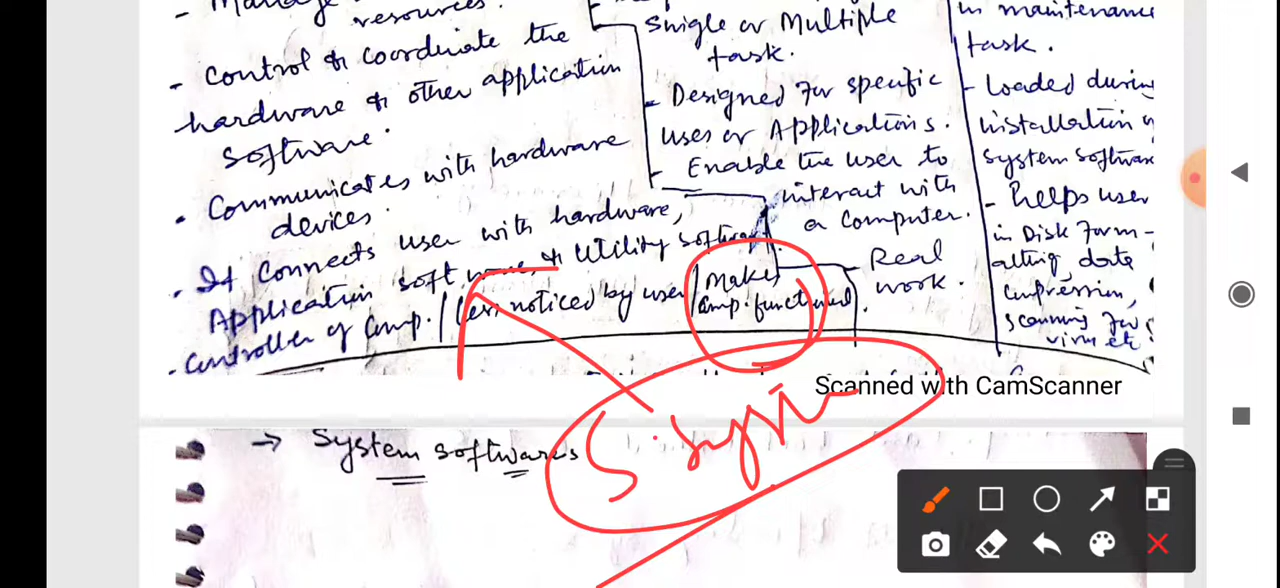 - Manage
resources.
- Control & coordinate the
hardware & other application
software.
- Communicates with hardware
devices.
- It connects user with hardware,
Application software & Utility software
- Controller of Comp. / Less noticed by user / Makes
Comp. functional
Single or Multiple
task.
- Designed for specific
uses or Applications.
- Enable the user to
interact with
a computer.
- Real
work.
in maintenance
task.
- Loaded during
installation of
system software
- helps user
in Disk form-
atting, data
compression,
scanning for
virus etc
Scanned with CamScanner
→ System softwares
S.